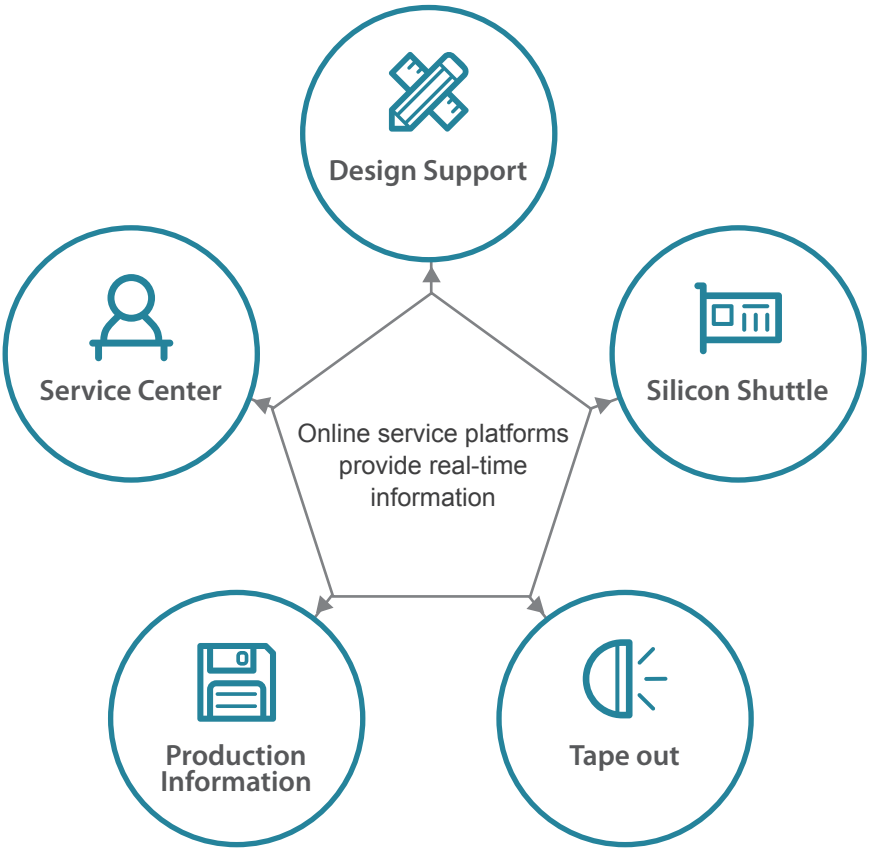 Design Support
Service Center
Silicon Shuttle
Online service platforms
provide real-time
information
Production
Information
Tape out